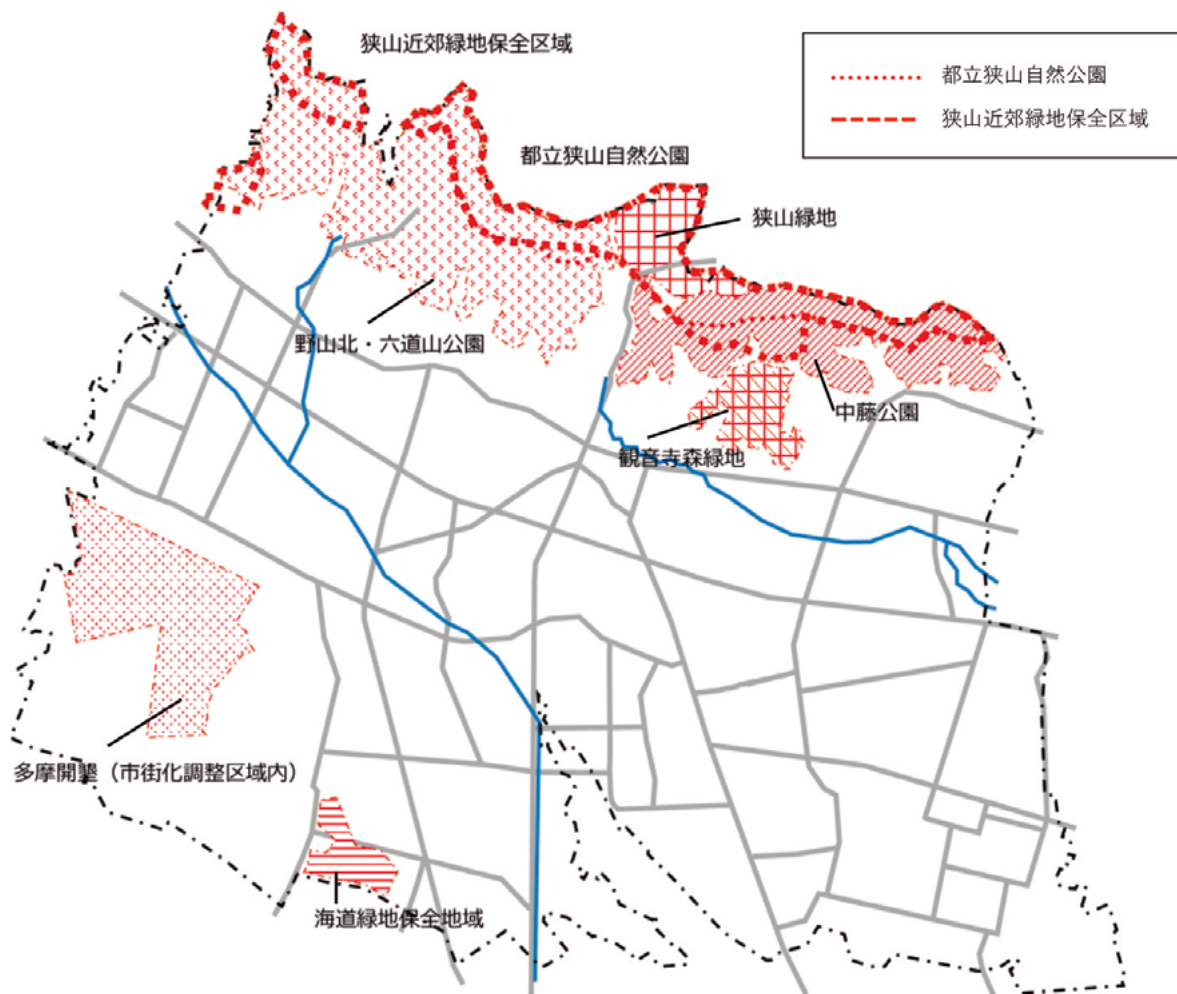 狭山近郊緑地保全区域
都立狭山自然公園
狭山近郊緑地保全区域
都立狭山自然公園
狭山緑地
野山北・六道山公園
中藤公園
観音寺森緑地
多摩開墾（市街化調整区域内）
海道緑地保全地域